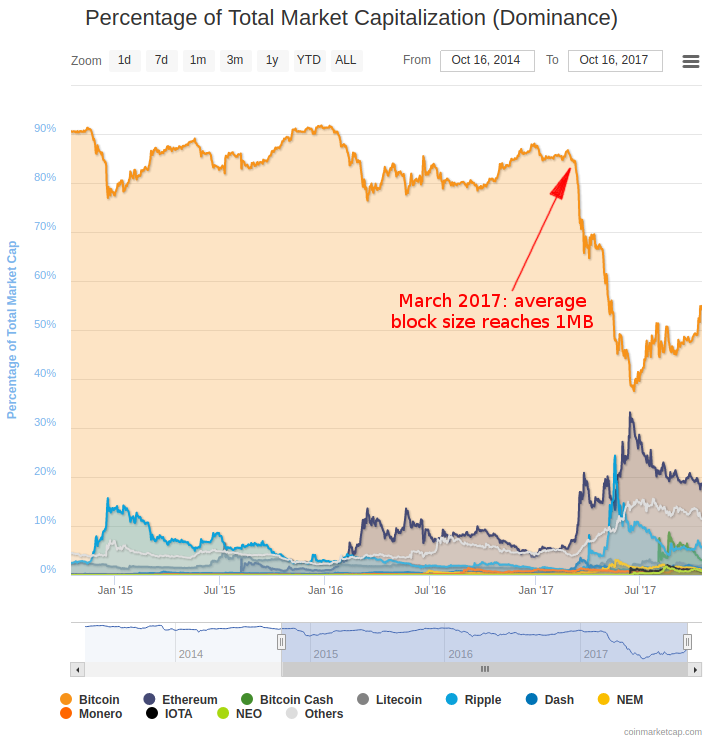 Percentage of Total Market Capitalization (Dominance)
Zoom 1d 7d 1m 3m 1y YTD ALL From Oct 16, 2014 To Oct 16, 2017
Percentage of Total Market Cap
90%
80%
70%
60%
50%
40%
30%
20%
10%
0%
March 2017: average
block size reaches 1MB
Jan '15 Jul '15 Jan '16 Jul '16 Jan '17 Jul '17
2014 2015 2016 2017
Bitcoin Ethereum Bitcoin Cash Litecoin Ripple Dash NEM
Monero IOTA NEO Others
coinmarketcap.com